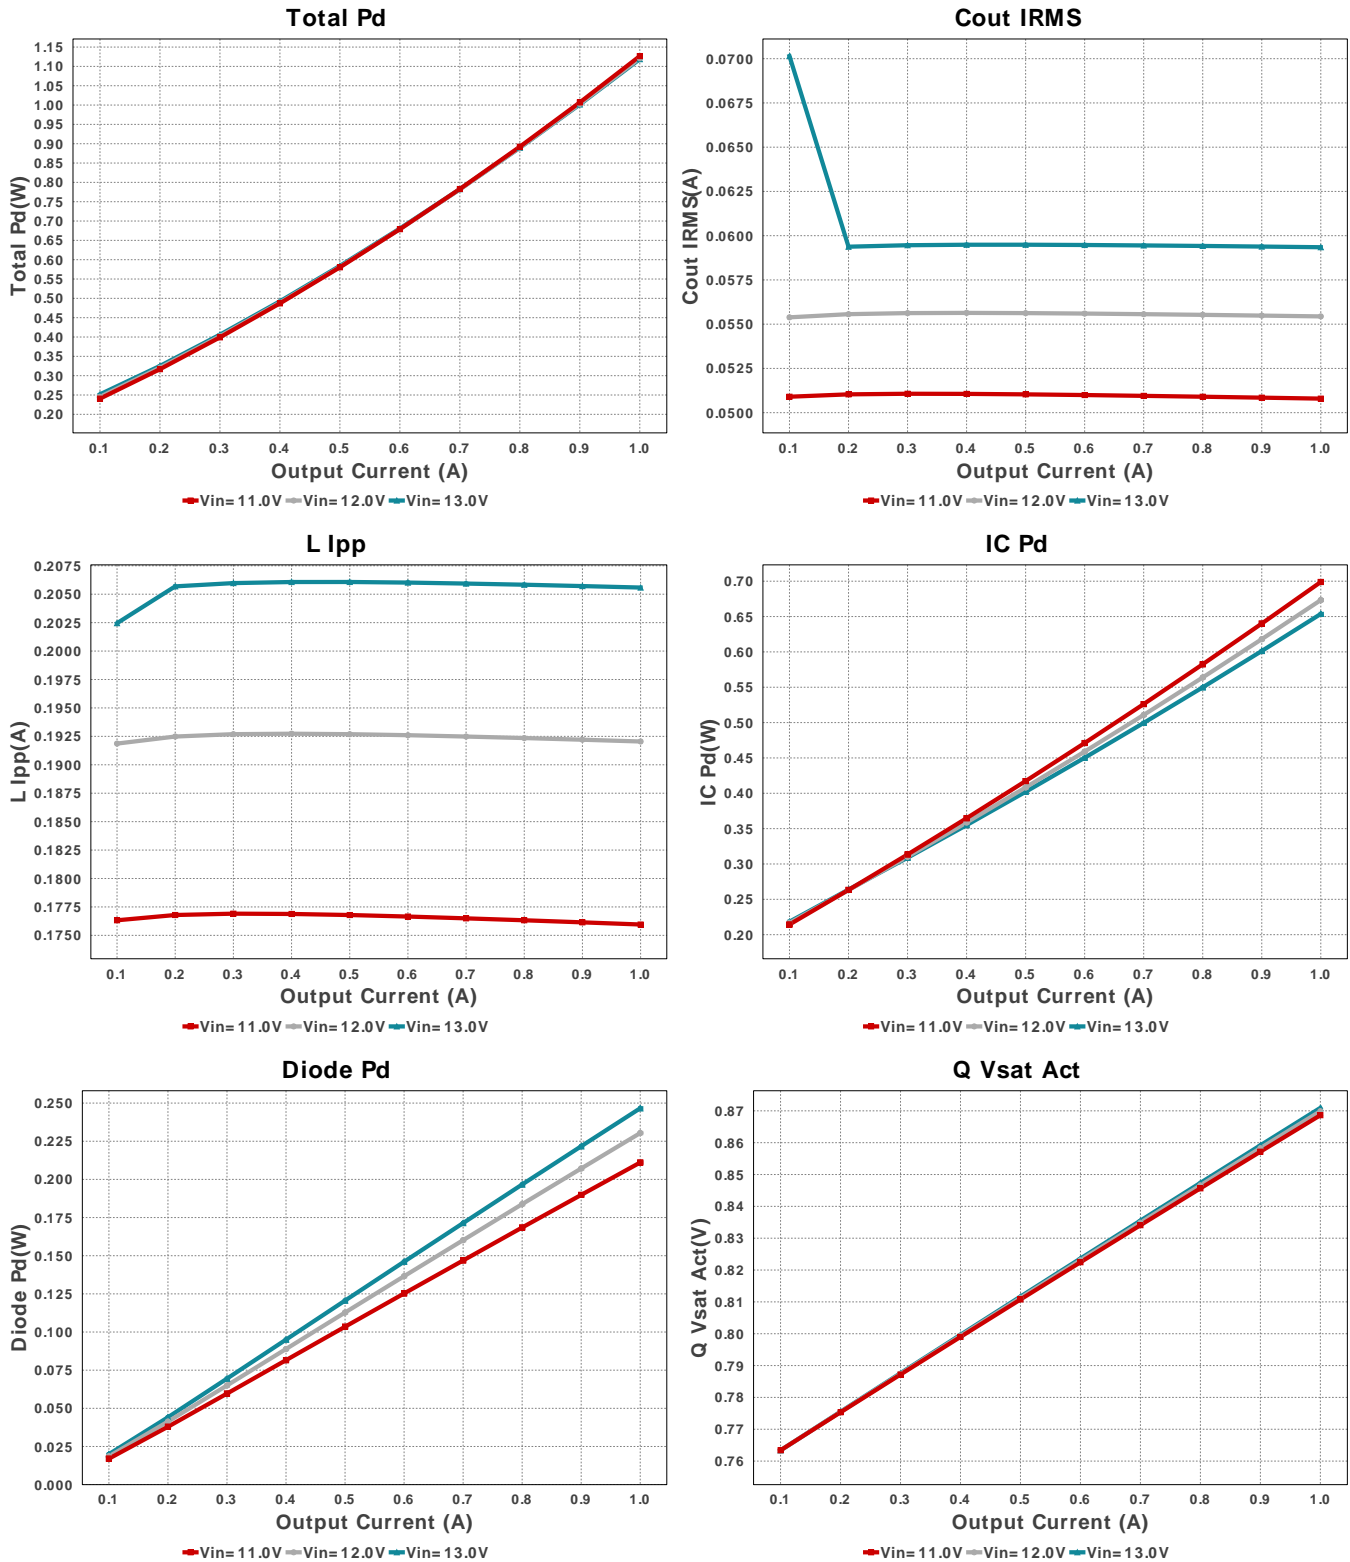 Total Pd
1.15
1.10
1.05
1.00
0.95
0.90
0.85
0.80
0.75
0.70
0.65
0.60
0.55
0.50
0.45
0.40
0.35
0.30
0.25
0.20
Total Pd(W)
0.1 0.2 0.3 0.4 0.5 0.6 0.7 0.8 0.9 1.0
Output Current (A)
Vin=11.0V Vin=12.0V Vin=13.0V
Cout IRMS
0.0700
0.0675
0.0650
0.0625
0.0600
0.0575
0.0550
0.0525
0.0500
Cout IRMS(A)
0.1 0.2 0.3 0.4 0.5 0.6 0.7 0.8 0.9 1.0
Output Current (A)
Vin=11.0V Vin=12.0V Vin=13.0V
L Ipp
0.2075
0.2050
0.2025
0.2000
0.1975
0.1950
0.1925
0.1900
0.1875
0.1850
0.1825
0.1800
0.1775
0.1750
L Ipp(A)
0.1 0.2 0.3 0.4 0.5 0.6 0.7 0.8 0.9 1.0
Output Current (A)
Vin=11.0V Vin=12.0V Vin=13.0V
IC Pd
0.70
0.65
0.60
0.55
0.50
0.45
0.40
0.35
0.30
0.25
0.20
IC Pd(W)
0.1 0.2 0.3 0.4 0.5 0.6 0.7 0.8 0.9 1.0
Output Current (A)
Vin=11.0V Vin=12.0V Vin=13.0V
Diode Pd
0.250
0.225
0.200
0.175
0.150
0.125
0.100
0.075
0.050
0.025
0.000
Diode Pd(W)
0.1 0.2 0.3 0.4 0.5 0.6 0.7 0.8 0.9 1.0
Output Current (A)
Vin=11.0V Vin=12.0V Vin=13.0V
Q Vsat Act
0.87
0.86
0.85
0.84
0.83
0.82
0.81
0.80
0.79
0.78
0.77
0.76
Q Vsat Act(V)
0.1 0.2 0.3 0.4 0.5 0.6 0.7 0.8 0.9 1.0
Output Current (A)
Vin=11.0V Vin=12.0V Vin=13.0V